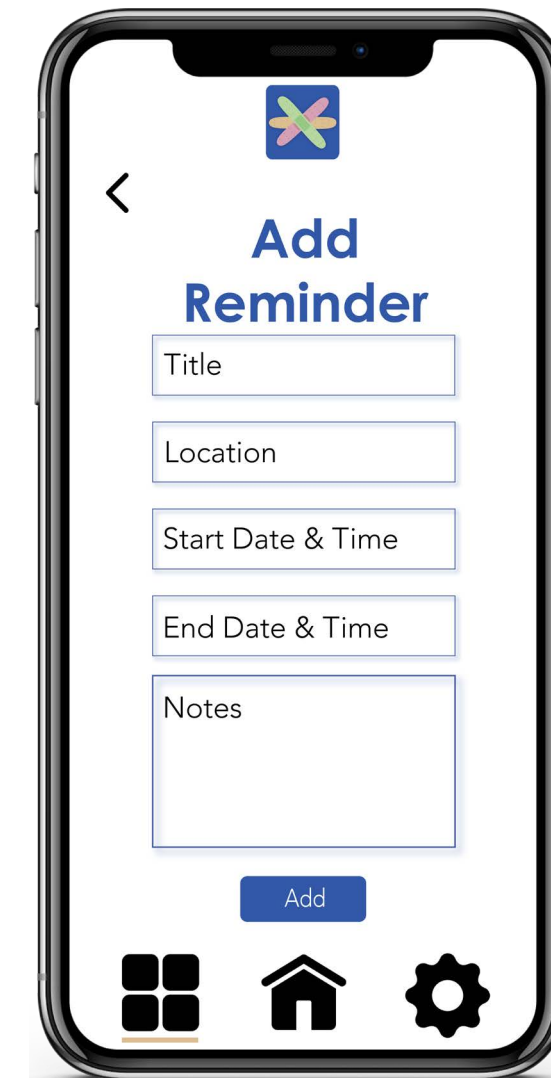 Add
Reminder
Title
Location
Start Date & Time
End Date & Time
Notes
Add